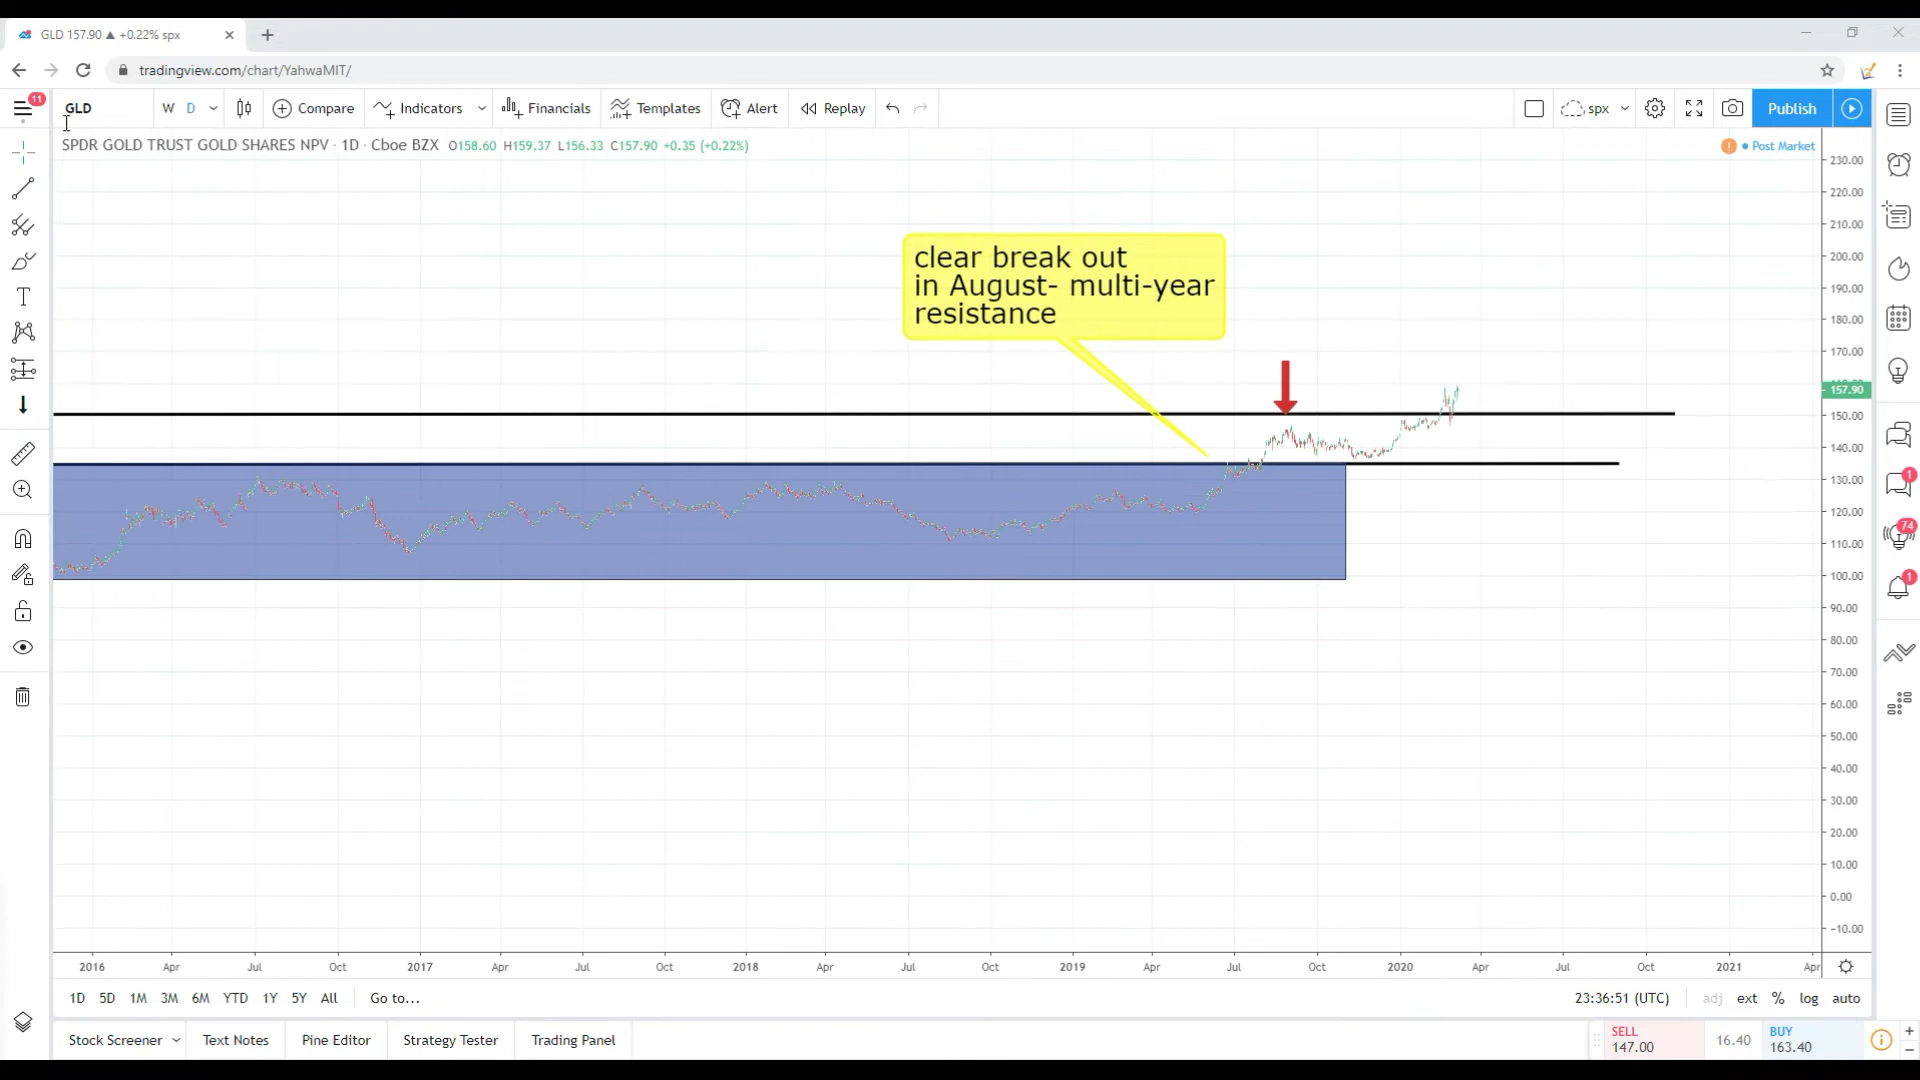 GLD 157.90 ▲ +0.22% spx
tradingview.com/chart/YahwaMIT/
11
GLD
W D
Compare
Indicators
Financials
Templates
Alert
Replay
spx
Publish
SPDR GOLD TRUST GOLD SHARES NPV · 1D · Cboe BZX O158.60 H159.37 L156.33 C157.90 +0.35 (+0.22%)
Post Market
clear break out
in August- multi-year
resistance
230.00
220.00
210.00
200.00
190.00
180.00
170.00
157.90
150.00
140.00
130.00
120.00
110.00
100.00
90.00
80.00
70.00
60.00
50.00
40.00
30.00
20.00
10.00
0.00
-10.00
1
74
1
2016 Apr Jul Oct 2017 Apr Jul Oct 2018 Apr Jul Oct 2019 Apr Jul Oct 2020 Apr Jul Oct 2021 Apr
1D 5D 1M 3M 6M YTD 1Y 5Y All Go to...
23:36:51 (UTC) adj ext % log auto
Stock Screener Text Notes Pine Editor Strategy Tester Trading Panel
SELL
147.00
16.40
BUY
163.40